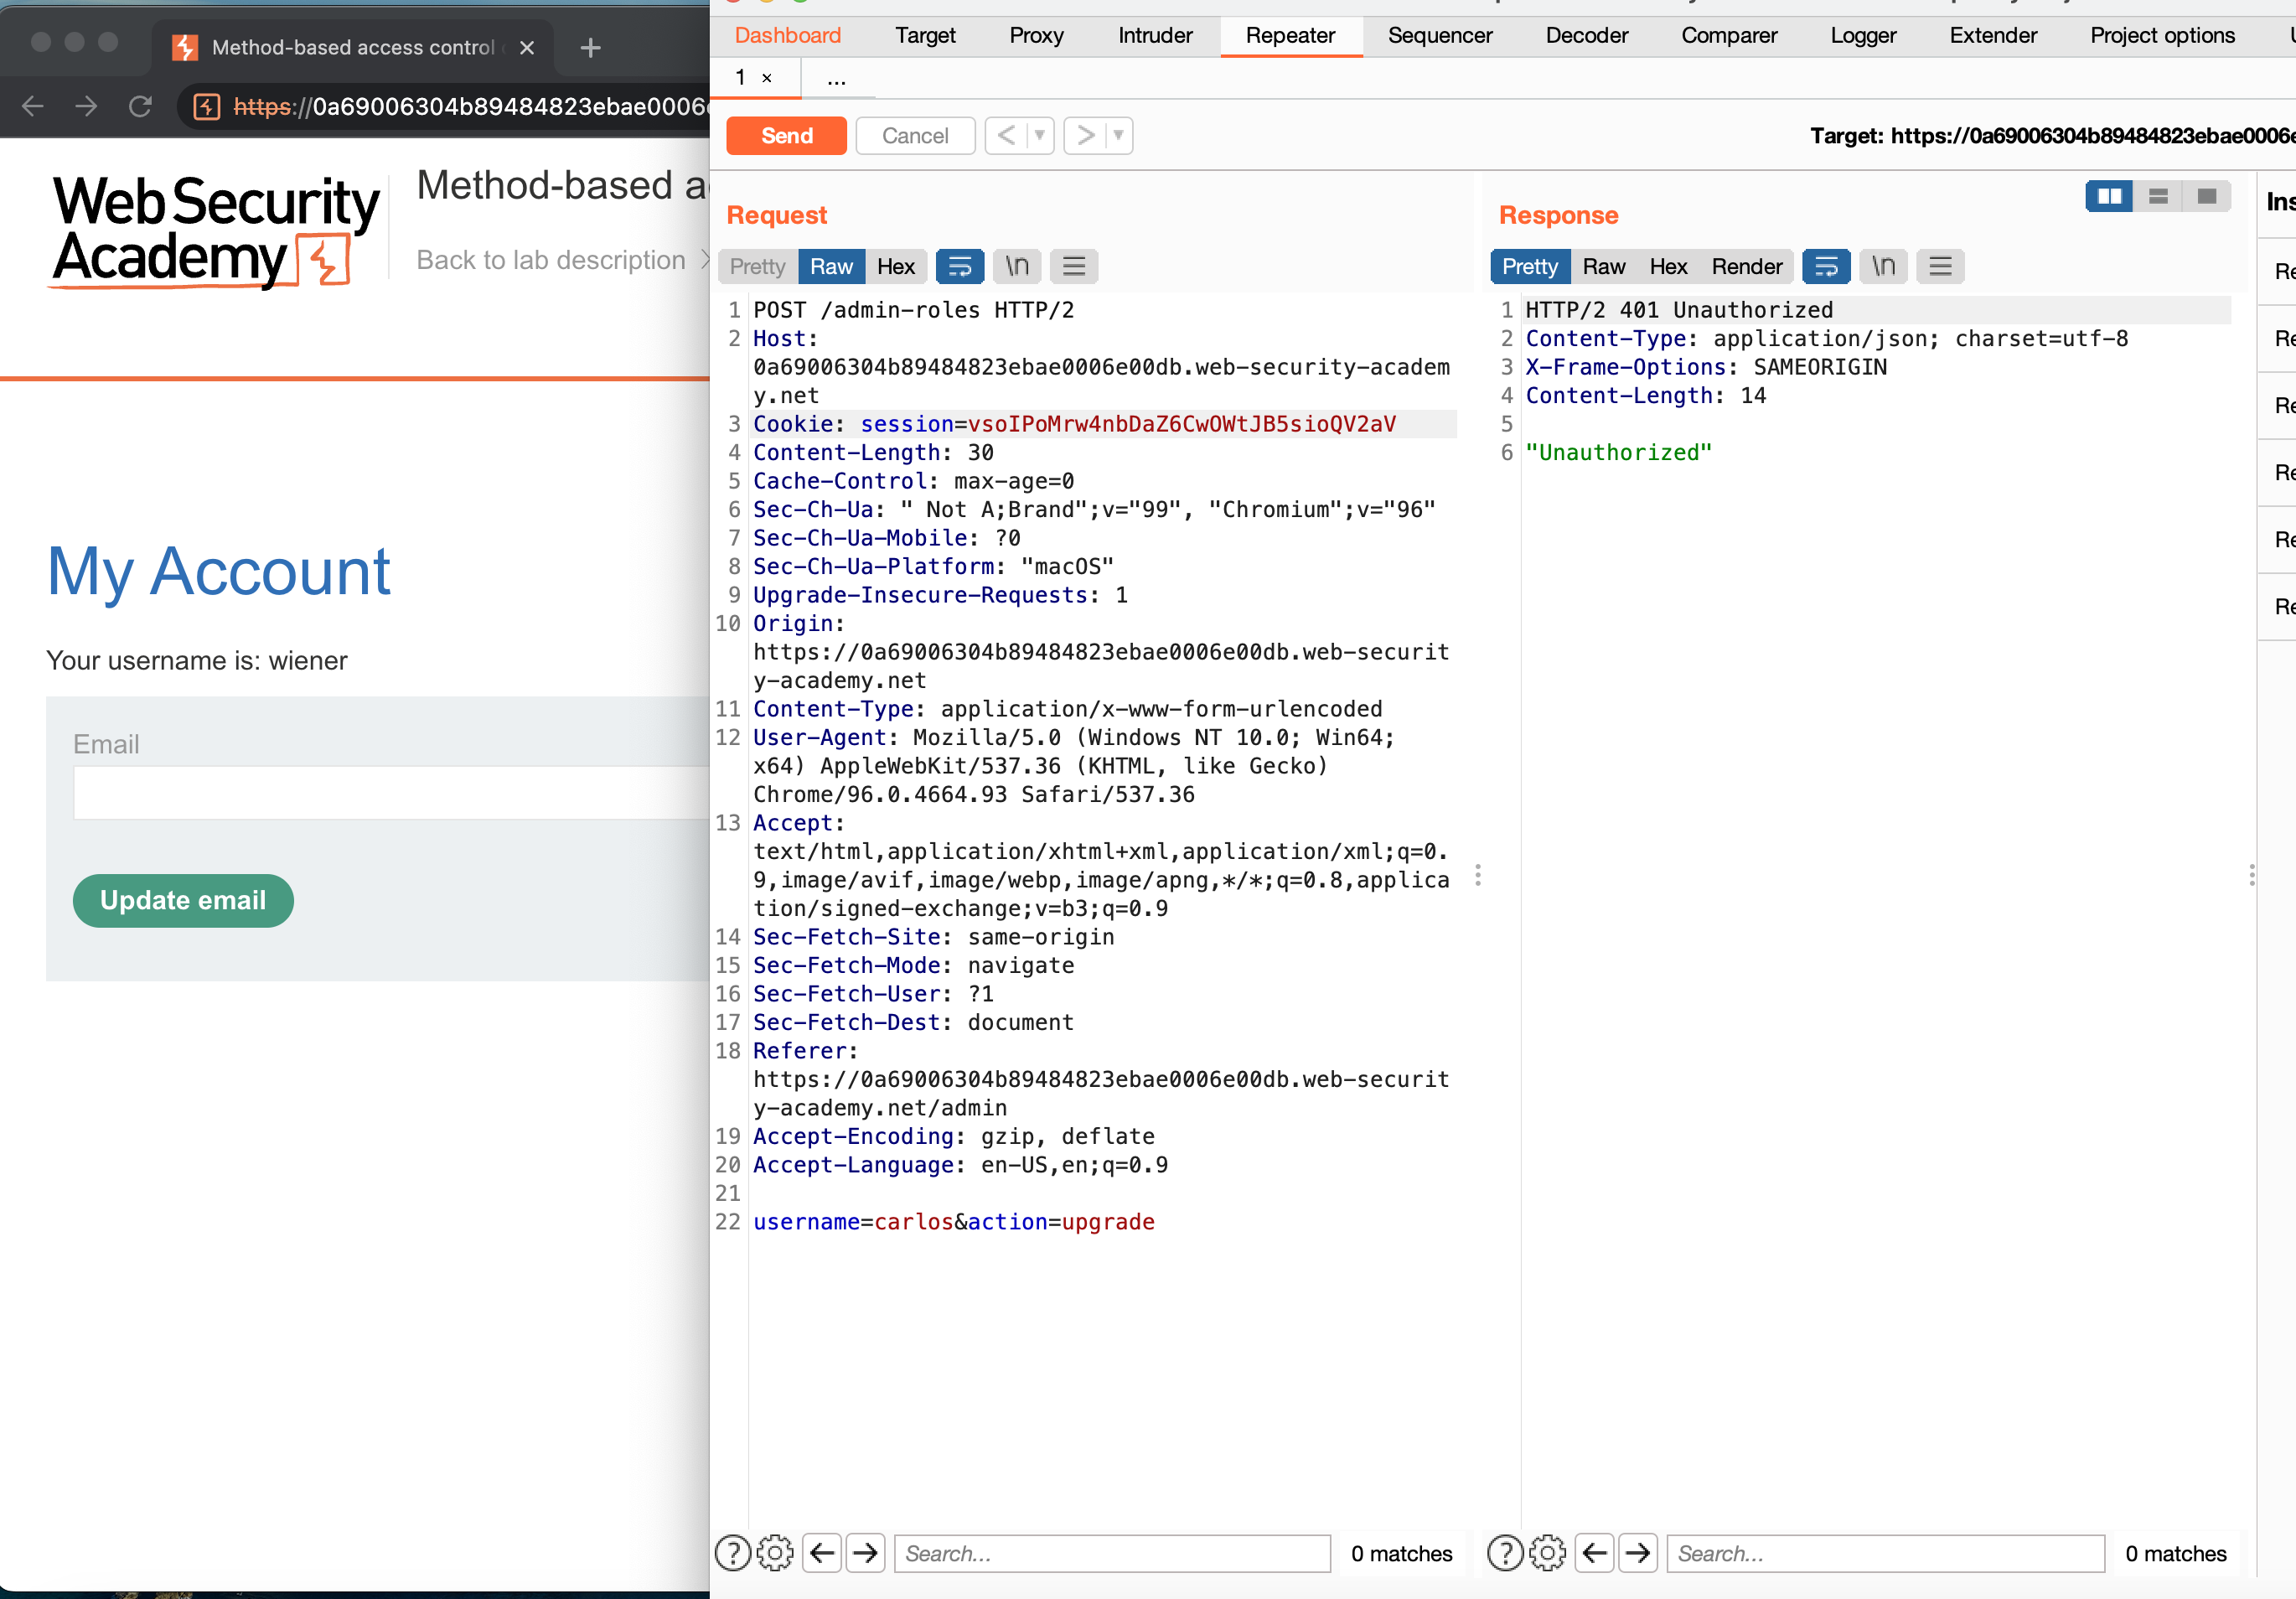 Method-based access control
https://0a69006304b89484823ebae0006
WebSecurity
Academy
Method-based a
Back to lab description
My Account
Your username is: wiener
Email
Update email
Dashboard
Target
Proxy
Intruder
Repeater
Sequencer
Decoder
Comparer
Logger
Extender
Project options
1 ×
...
Send
Cancel
< ▼
> ▼
Target: https://0a69006304b89484823ebae0006e
Request
Pretty
Raw
Hex
\n
1 POST /admin-roles HTTP/2
2 Host:
0a69006304b89484823ebae0006e00db.web-security-academ
y.net
3 Cookie: session=vsoIPoMrw4nbDaZ6CwOWtJB5sioQV2aV
4 Content-Length: 30
5 Cache-Control: max-age=0
6 Sec-Ch-Ua: " Not A;Brand";v="99", "Chromium";v="96"
7 Sec-Ch-Ua-Mobile: ?0
8 Sec-Ch-Ua-Platform: "macOS"
9 Upgrade-Insecure-Requests: 1
10 Origin:
https://0a69006304b89484823ebae0006e00db.web-securit
y-academy.net
11 Content-Type: application/x-www-form-urlencoded
12 User-Agent: Mozilla/5.0 (Windows NT 10.0; Win64;
x64) AppleWebKit/537.36 (KHTML, like Gecko)
Chrome/96.0.4664.93 Safari/537.36
13 Accept:
text/html,application/xhtml+xml,application/xml;q=0.
9,image/avif,image/webp,image/apng,*/*;q=0.8,applica
tion/signed-exchange;v=b3;q=0.9
14 Sec-Fetch-Site: same-origin
15 Sec-Fetch-Mode: navigate
16 Sec-Fetch-User: ?1
17 Sec-Fetch-Dest: document
18 Referer:
https://0a69006304b89484823ebae0006e00db.web-securit
y-academy.net/admin
19 Accept-Encoding: gzip, deflate
20 Accept-Language: en-US,en;q=0.9
21
22 username=carlos&action=upgrade
Search...
0 matches
Response
Pretty
Raw
Hex
Render
\n
1 HTTP/2 401 Unauthorized
2 Content-Type: application/json; charset=utf-8
3 X-Frame-Options: SAMEORIGIN
4 Content-Length: 14
5
6 "Unauthorized"
Search...
0 matches
Ins
Re
Re
Re
Re
Re
Re